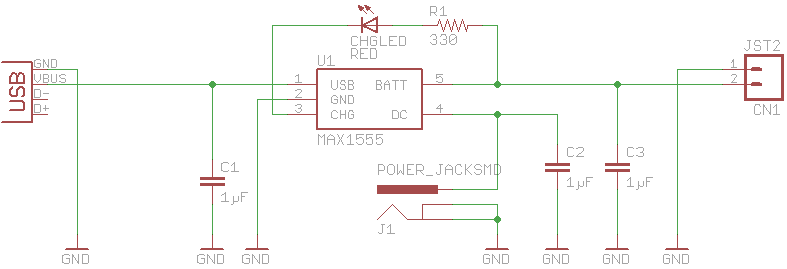 R1
330
CHGLED
RED
JST2
1
2
CN1
USB
GND
VBUS
D-
D+
U1
1
2
3
USB
GND
CHG
BATT
DC
5
4
MAX1555
C1
1µF
POWER_JACKSMD
J1
C2
1µF
C3
1µF
GND
GND
GND
GND
GND
GND
GND